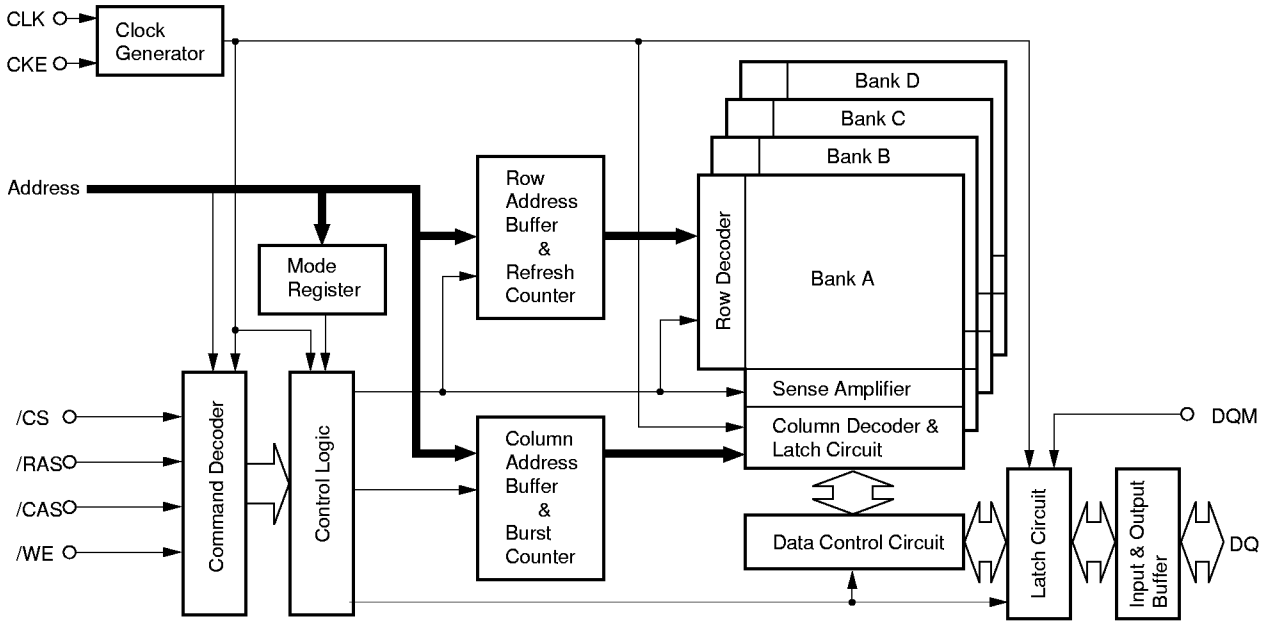 CLK
CKE
Clock
Generator
Bank D
Bank C
Bank B
Address
Row
Address
Buffer
&
Refresh
Counter
Row Decoder
Bank A
Mode
Register
Sense Amplifier
Column Decoder &
Latch Circuit
/CS
/RAS
/CAS
/WE
Command Decoder
Control Logic
Column
Address
Buffer
&
Burst
Counter
Data Control Circuit
DQM
Latch Circuit
Input & Output
Buffer
DQ